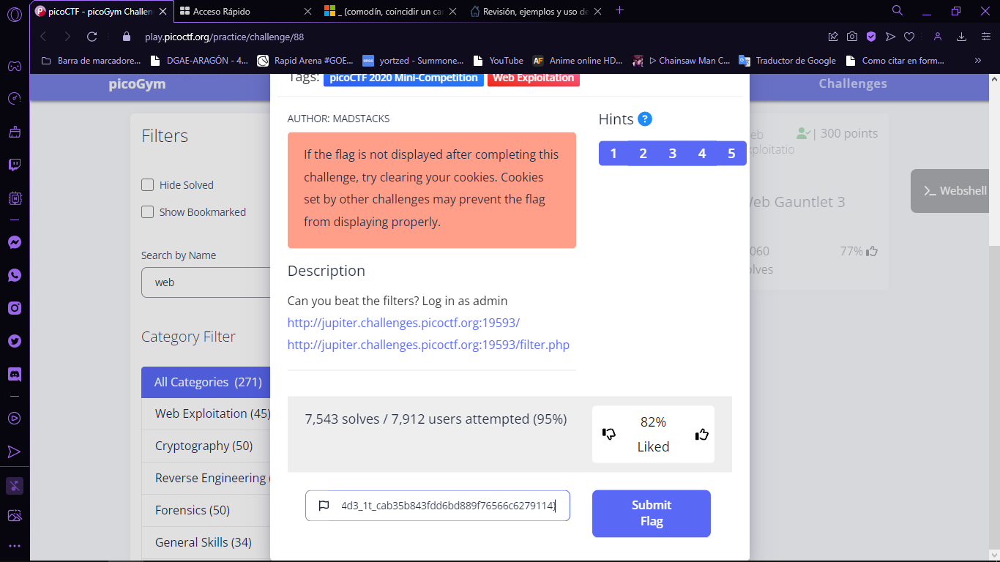 picoCTF - picoGym Challen
Acceso Rápido
_ (comodín, coincidir un ca
Revisión, ejemplos y uso de
play.picoctf.org/practice/challenge/88
Barra de marcadore...
DGAE-ARAGÓN - 4...
Rapid Arena #GOE...
yortzed - Summone...
YouTube
AF Anime online HD...
▷ Chainsaw Man C...
Traductor de Google
Como citar en form...
»
picoGym
Challenges
Tags: picoCTF 2020 Mini-Competition Web Exploitation
AUTHOR: MADSTACKS
Hints ?
1 2 3 4 5
If the flag is not displayed after completing this
challenge, try clearing your cookies. Cookies
set by other challenges may prevent the flag
from displaying properly.
Description
Can you beat the filters? Log in as admin
http://jupiter.challenges.picoctf.org:19593/
http://jupiter.challenges.picoctf.org:19593/filter.php
7,543 solves / 7,912 users attempted (95%)
82%
Liked
4d3_1t_cab35b843fdd6bd889f76566c6279114}
Submit
Flag
Filters
Hide Solved
Show Bookmarked
Search by Name
web
Category Filter
All Categories (271)
Web Exploitation (45)
Cryptography (50)
Reverse Engineering (
Forensics (50)
General Skills (34)
eb
xploitatio
| 300 points
eb Gauntlet 3
060
olves
77%
Webshell